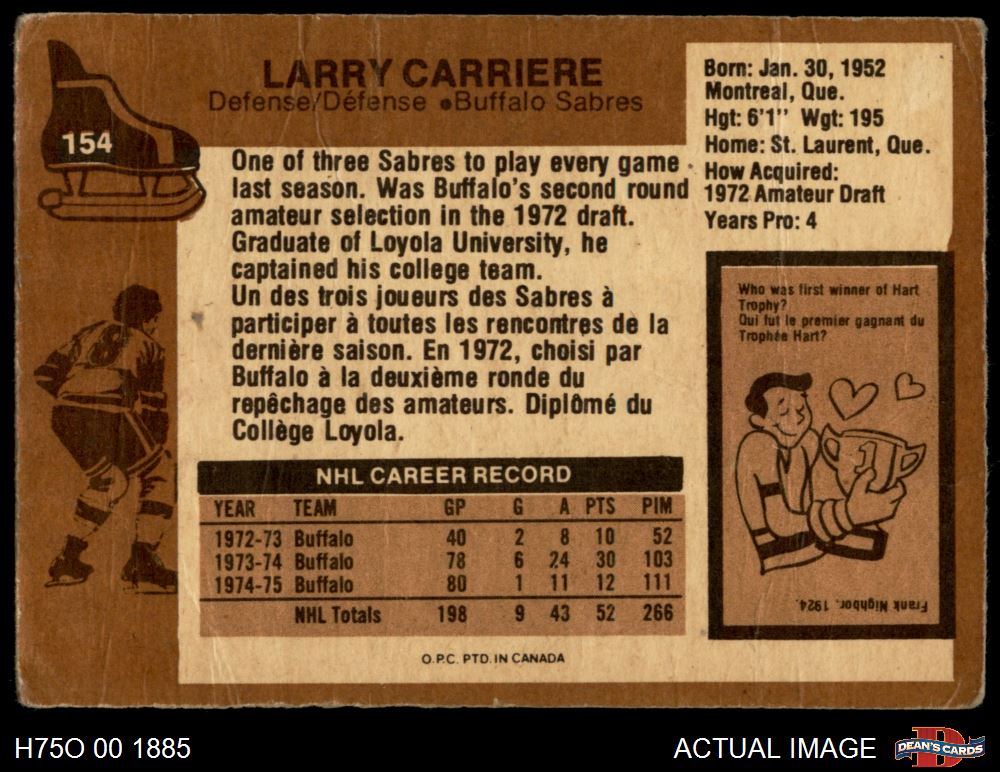 LARRY CARRIERE
Defense/Défense •Buffalo Sabres
154
One of three Sabres to play every game
last season. Was Buffalo's second round
amateur selection in the 1972 draft.
Graduate of Loyola University, he
captained his college team.
Un des trois joueurs des Sabres à
participer à toutes les rencontres de la
dernière saison. En 1972, choisi par
Buffalo à la deuxième ronde du
repêchage des amateurs. Diplômé du
Collège Loyola.
Born: Jan. 30, 1952
Montreal, Que.
Hgt: 6'1" Wgt: 195
Home: St. Laurent, Que.
How Acquired:
1972 Amateur Draft
Years Pro: 4
Who was first winner of Hart
Trophy?
Qui fut le premier gagnant du
Trophée Hart?
1
Frank Nighbor. 1924.
NHL CAREER RECORD
YEAR TEAM GP G A PTS PIM
1972-73 Buffalo 40 2 8 10 52
1973-74 Buffalo 78 6 24 30 103
1974-75 Buffalo 80 1 11 12 111
NHL Totals 198 9 43 52 266
O.P.C. PTD. IN CANADA
H75O 00 1885
ACTUAL IMAGE
D
DEAN'S CARDS